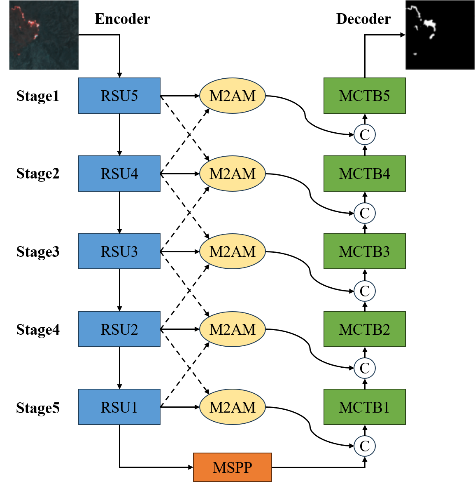 Encoder Decoder
Stage1 RSU5 M2AM MCTB5
C
Stage2 RSU4 M2AM MCTB4
C
Stage3 RSU3 M2AM MCTB3
C
Stage4 RSU2 M2AM MCTB2
C
Stage5 RSU1 M2AM MCTB1
C
MSPP